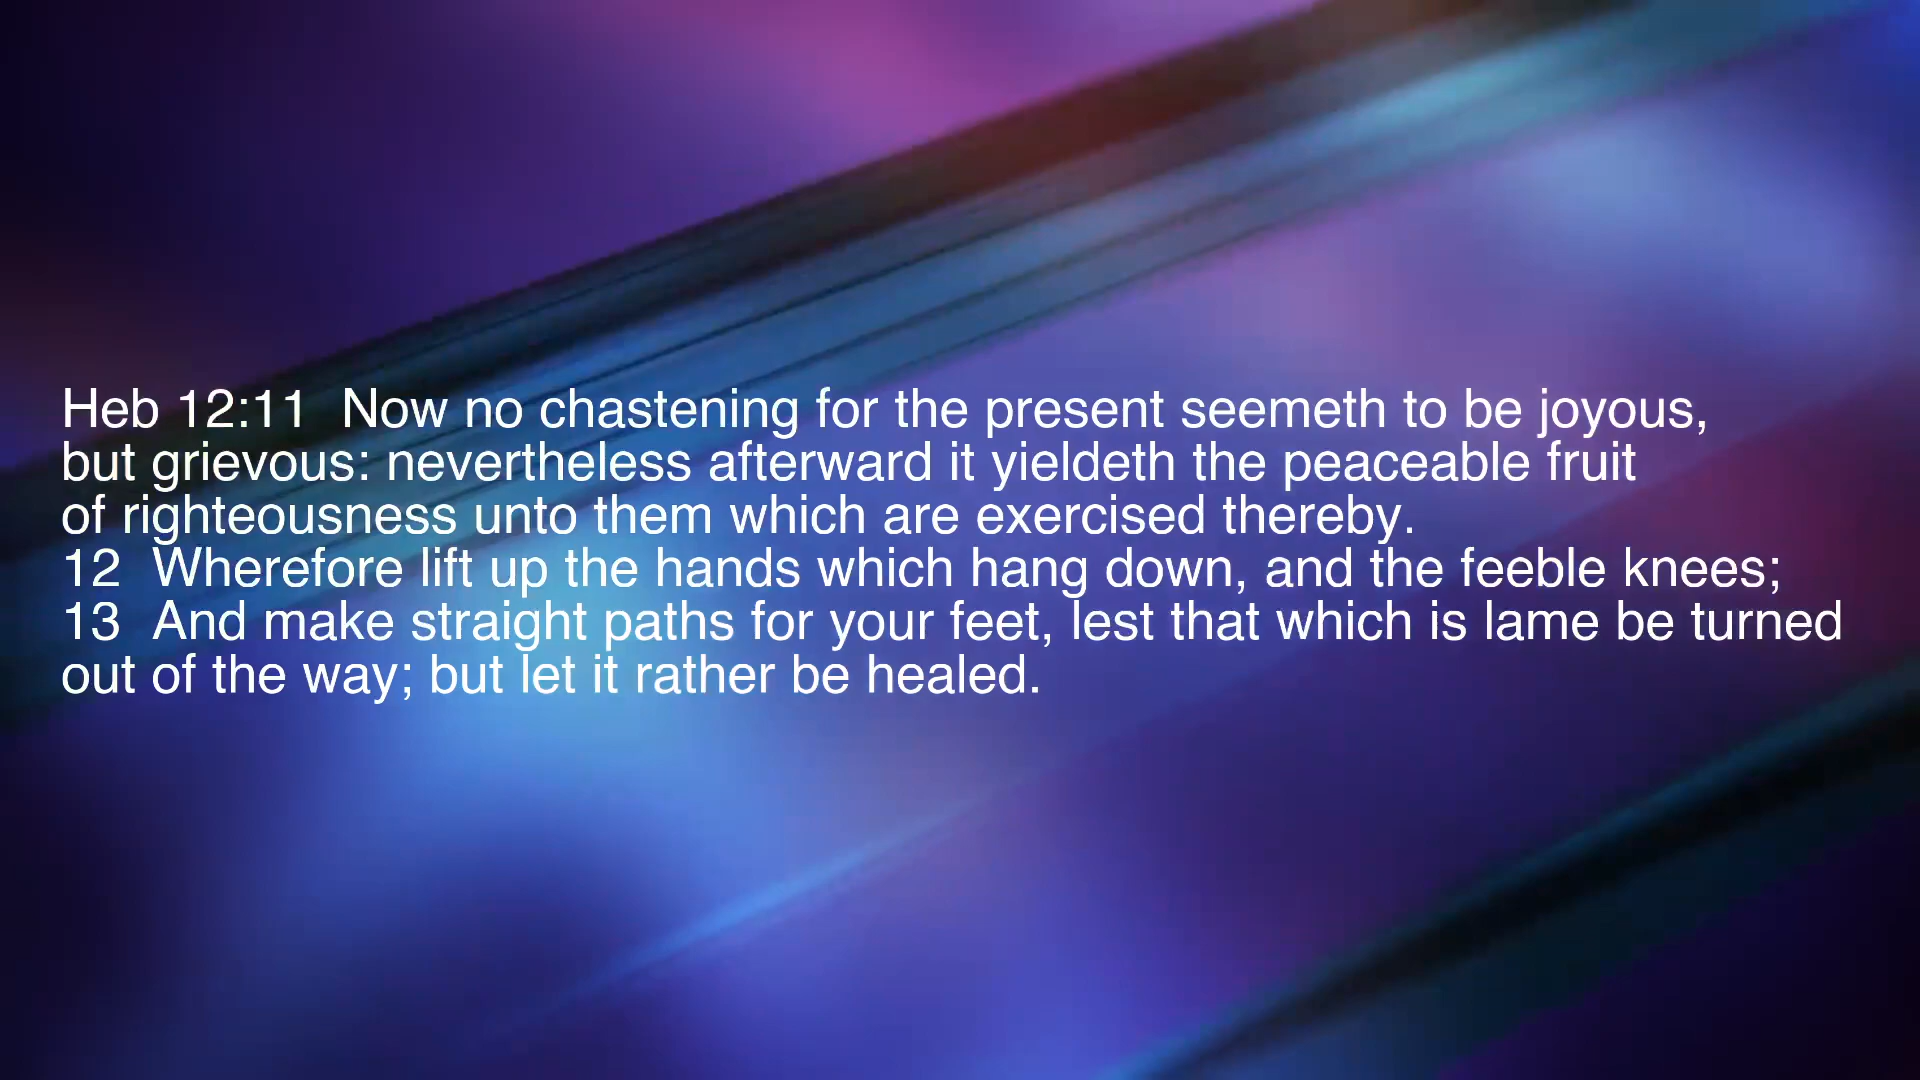 Heb 12:11  Now no chastening for the present seemeth to be joyous,
but grievous: nevertheless afterward it yieldeth the peaceable fruit
of righteousness unto them which are exercised thereby.
12  Wherefore lift up the hands which hang down, and the feeble knees;
13  And make straight paths for your feet, lest that which is lame be turned
out of the way; but let it rather be healed.